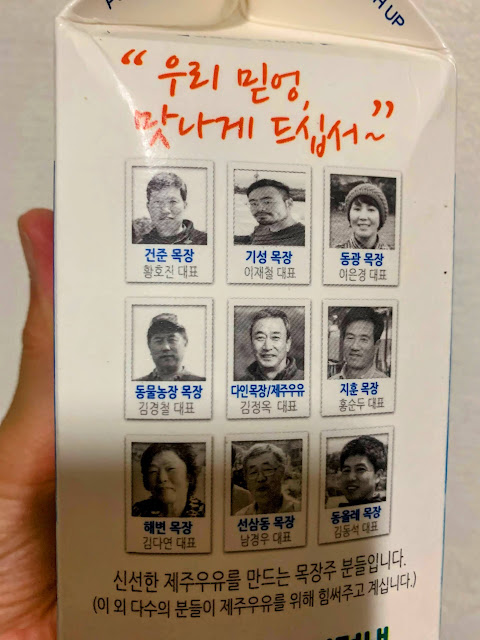 “ 우리 믿엉,
맛나게 드십서~”
건준 목장
황호진 대표
기성 목장
이재철 대표
동광 목장
이은경 대표
동물농장 목장
김경철 대표
다인목장/제주우유
김정옥 대표
지훈 목장
홍순두 대표
해변 목장
김다연 대표
선삼동 목장
남경우 대표
동율레 목장
김동석 대표
신선한 제주우유를 만드는 목장주 분들입니다.
(이 외 다수의 분들이 제주우유를 위해 힘써주고 계십니다.)